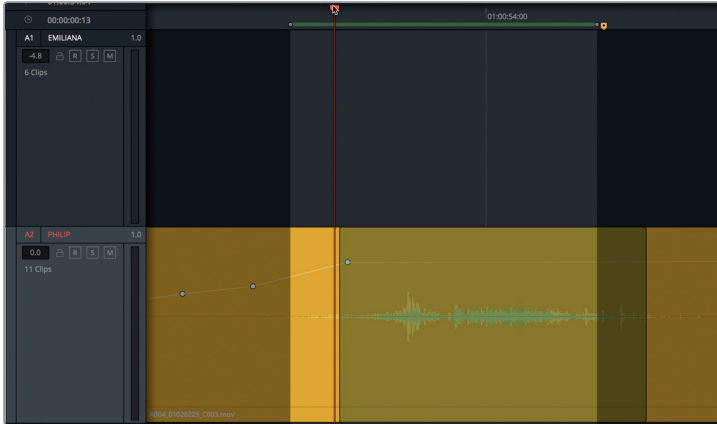 00:00:00:13
01:00:54:00
A1 EMILIANA 1.0
-4.8 R S M
6 Clips
A2 PHILIP 1.0
0.0 R S M
11 Clips
A004_01820223_C003.mov